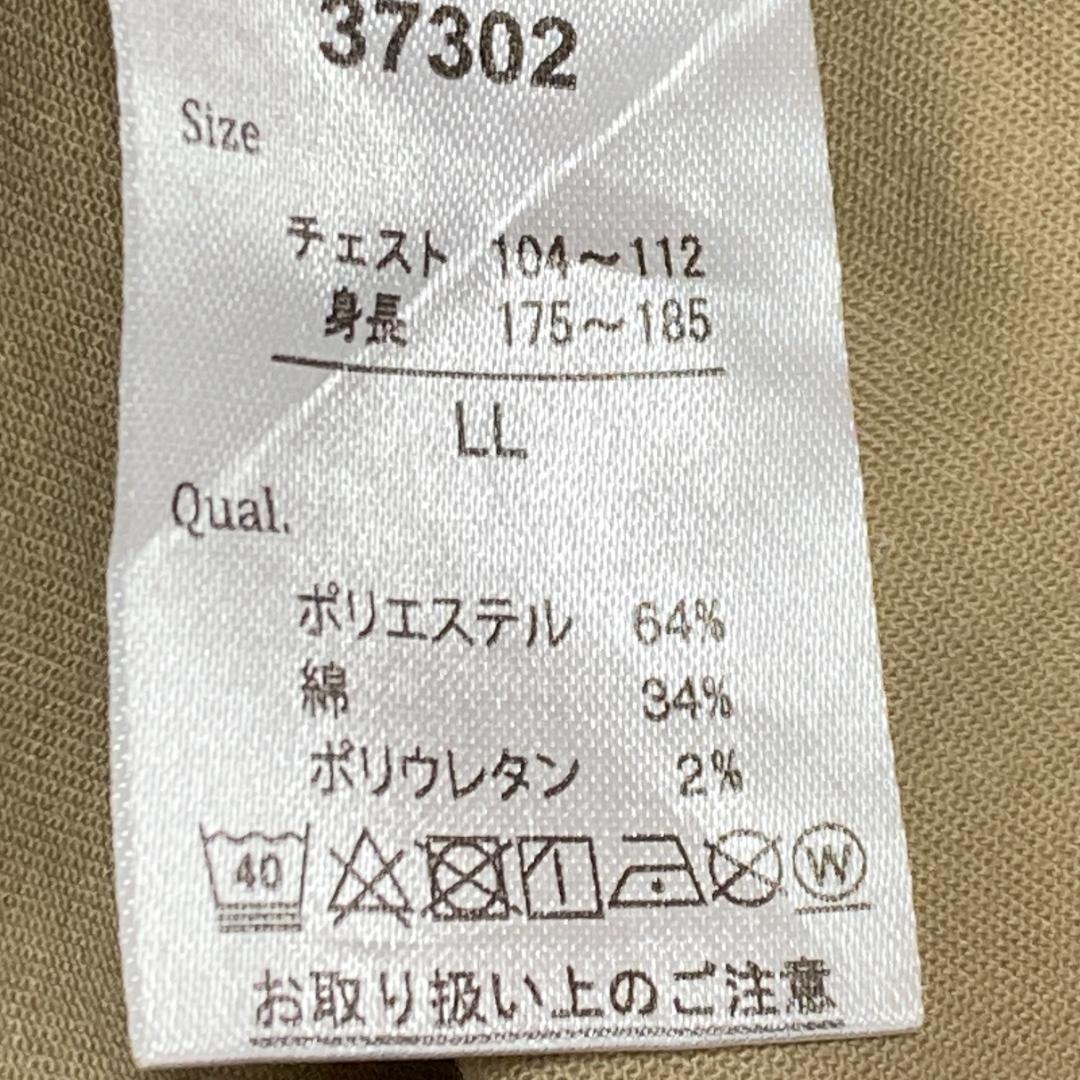 37302
Size
チェスト 104～112
身長 175～185
LL
Qual.
ポリエステル 64%
綿 34%
ポリウレタン 2%
40 W
お取り扱い上のご注意